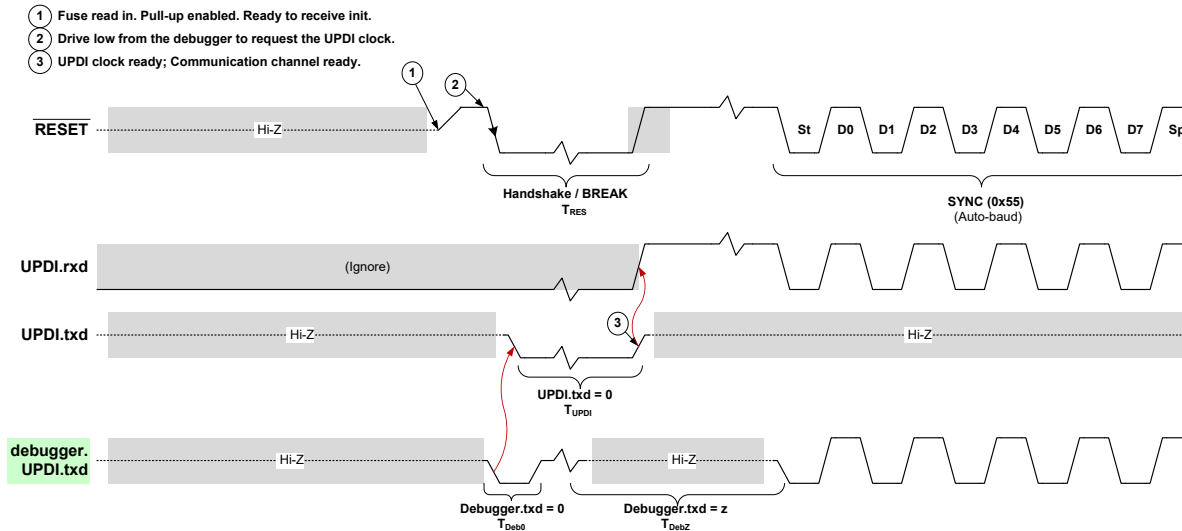 1 Fuse read in. Pull-up enabled. Ready to receive init.
2 Drive low from the debugger to request the UPDI clock.
3 UPDI clock ready; Communication channel ready.
1
2
RESET
Hi-Z
St D0 D1 D2 D3 D4 D5 D6 D7 Sp
Handshake / BREAK
TRES
SYNC (0x55)
(Auto-baud)
UPDI.rxd
(Ignore)
3
UPDI.txd
Hi-Z
Hi-Z
UPDI.txd = 0
TUPDI
debugger.
UPDI.txd
Hi-Z
Hi-Z
Debugger.txd = 0
TDeb0
Debugger.txd = z
TDebZ